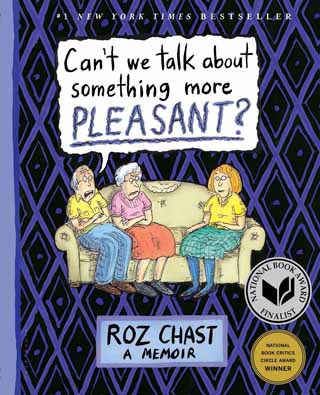 #1 NEW YORK TIMES BESTSELLER
Can't we talk about
something more
PLEASANT?
ROZ CHAST
A MEMOIR
NATIONAL BOOK AWARD
FINALIST
NATIONAL
BOOK CRITICS
CIRCLE AWARD
WINNER